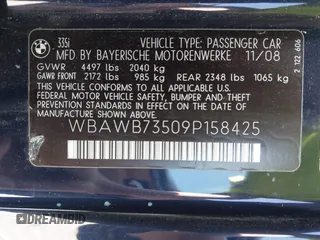 335i VEHICLE TYPE: PASSENGER CAR
MFD. BY BAYERISCHE MOTORENWERKE 11/08
GVWR 4497 lbs 2040 kg
GAWR FRONT 2172 lbs 985 kg REAR 2348 lbs 1065 kg
THIS VEHICLE CONFORMS TO ALL APPLICABLE FEDERAL
MOTOR VEHICLE SAFETY, BUMPER, AND THEFT PREVENTION
STANDARDS IN EFFECT ON THE DATE OF
MANUFACTURE SHOWN ABOVE.
WBAWB73509P158425
2 122 606
DREAMBID